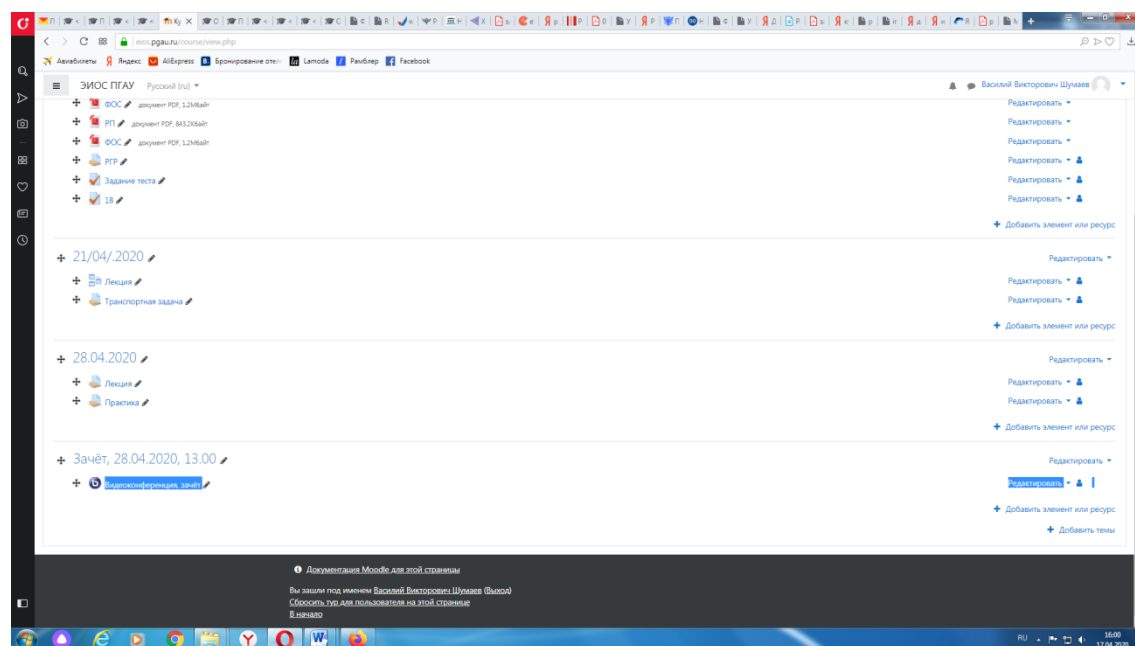 eios.pgau.ru/course/view.php
Авиабилеты Яндекс AliExpress Бронирование отел Lamoda Рамблер Facebook
ЭИОС ПГАУ Русский (ru) Василий Викторович Шумаев
ФОС документ PDF, 1.2Мбайт Редактировать
РП документ PDF, 843.2Кбайт Редактировать
ФОС документ PDF, 1.2Мбайт Редактировать
РГР Редактировать
Задание теста Редактировать
18 Редактировать
Добавить элемент или ресурс
21/04/.2020 Редактировать
Лекция Редактировать
Транспортная задача Редактировать
Добавить элемент или ресурс
28.04.2020 Редактировать
Лекция Редактировать
Практика Редактировать
Добавить элемент или ресурс
Зачёт, 28.04.2020, 13.00 Редактировать
Видеоконференция, зачёт Редактировать
Добавить элемент или ресурс
Добавить темы
Документация Moodle для этой страницы
Вы зашли под именем Василий Викторович Шумаев (Выход)
Сбросить тур для пользователя на этой странице
В начало
RU 16:00
17.04.2020